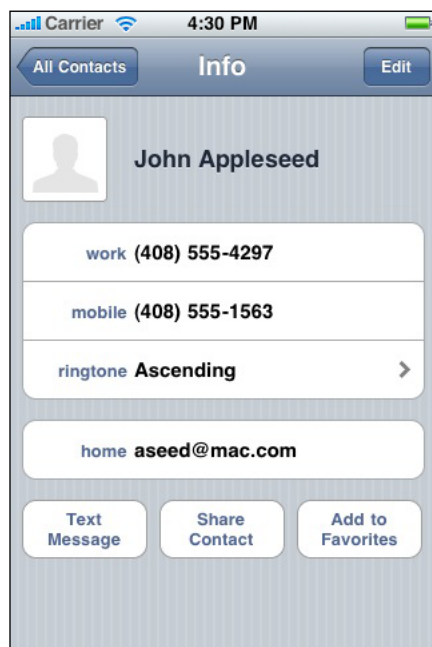 Carrier 4:30 PM
All Contacts Info Edit
John Appleseed
work (408) 555-4297
mobile (408) 555-1563
ringtone Ascending
home aseed@mac.com
Text Message
Share Contact
Add to Favorites